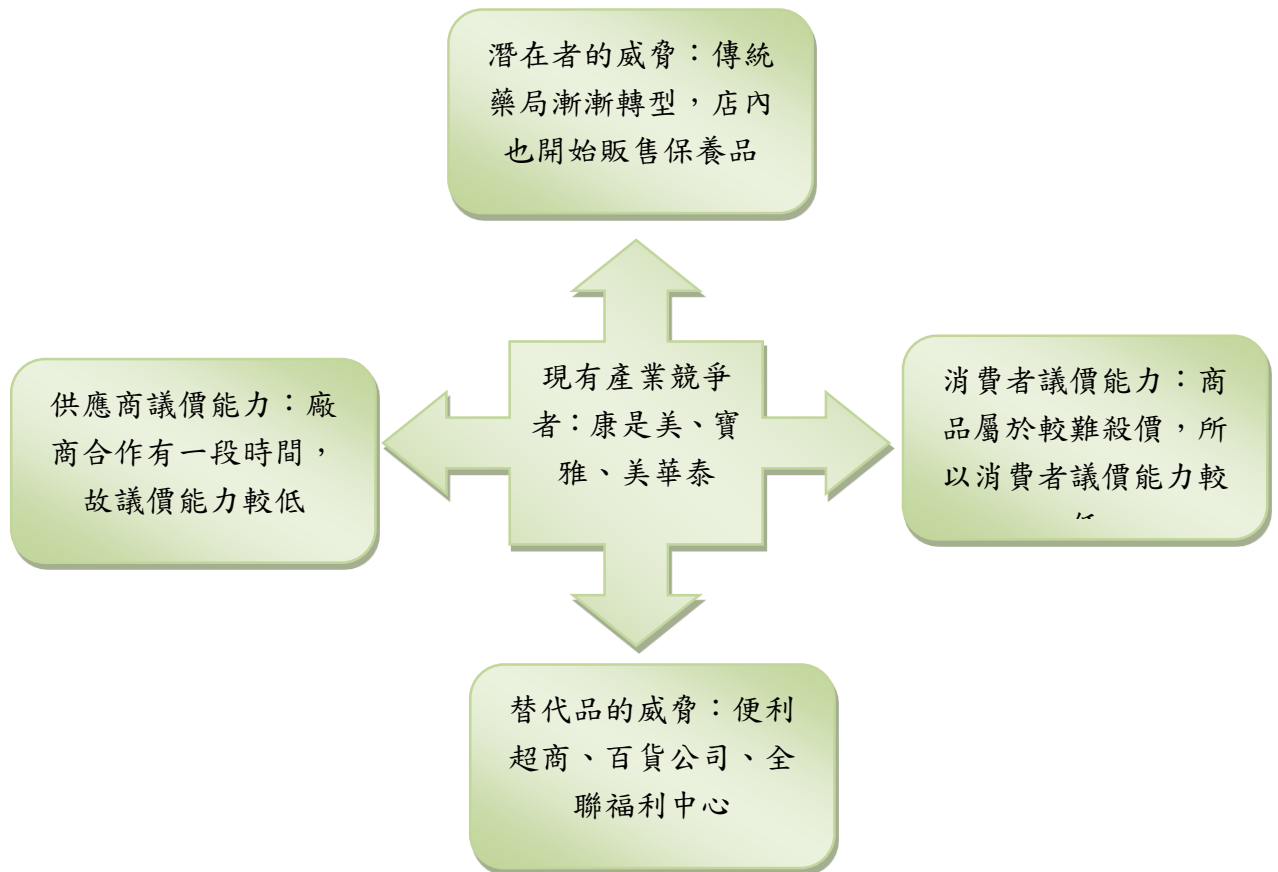 潛在者的威脅：傳統
藥局漸漸轉型，店內
也開始販售保養品
供應商議價能力：廠
商合作有一段時間，
故議價能力較低
現有產業競爭
者：康是美、寶
雅、美華泰
消費者議價能力：商
品屬於較難殺價，所
以消費者議價能力較
替代品的威脅：便利
超商、百貨公司、全
聯福利中心